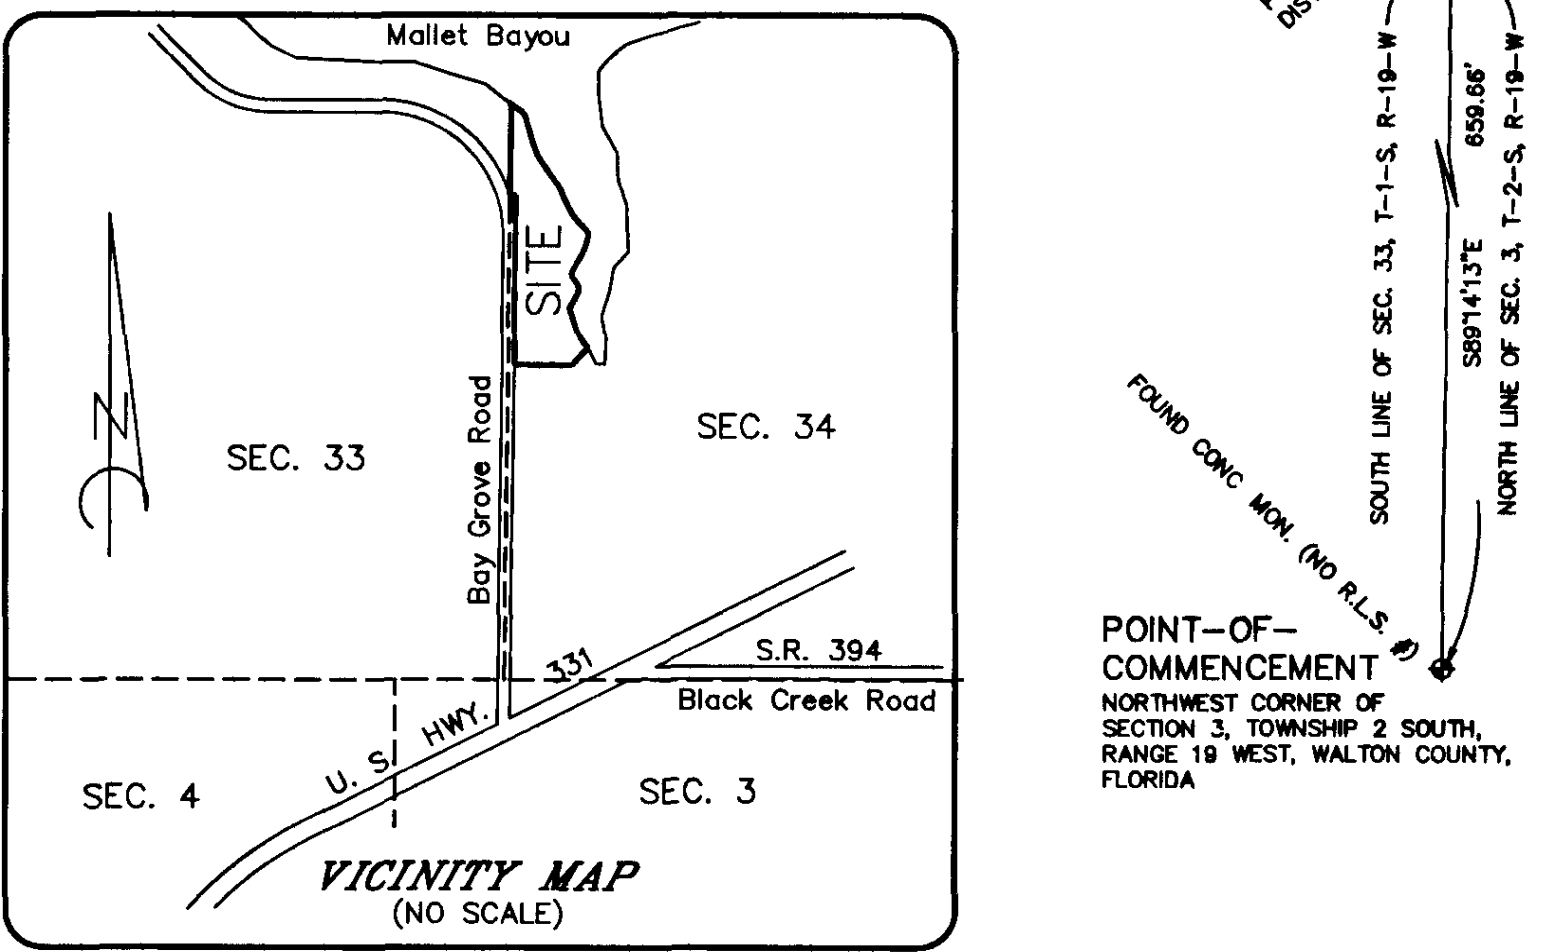 Mallet Bayou
SITE
N
SEC. 33
SEC. 34
Bay Grove Road
S.R. 394
U. S. HWY. 331
Black Creek Road
SEC. 4
SEC. 3
VICINITY MAP
(NO SCALE)
SOUTH LINE OF SEC. 33, T-1-S, R-19-W
S89°14'13"E 659.66'
NORTH LINE OF SEC. 3, T-2-S, R-19-W
FOUND CONC MON. (NO R.L.S. #)
POINT-OF-
COMMENCEMENT
NORTHWEST CORNER OF
SECTION 3, TOWNSHIP 2 SOUTH,
RANGE 19 WEST, WALTON COUNTY,
FLORIDA